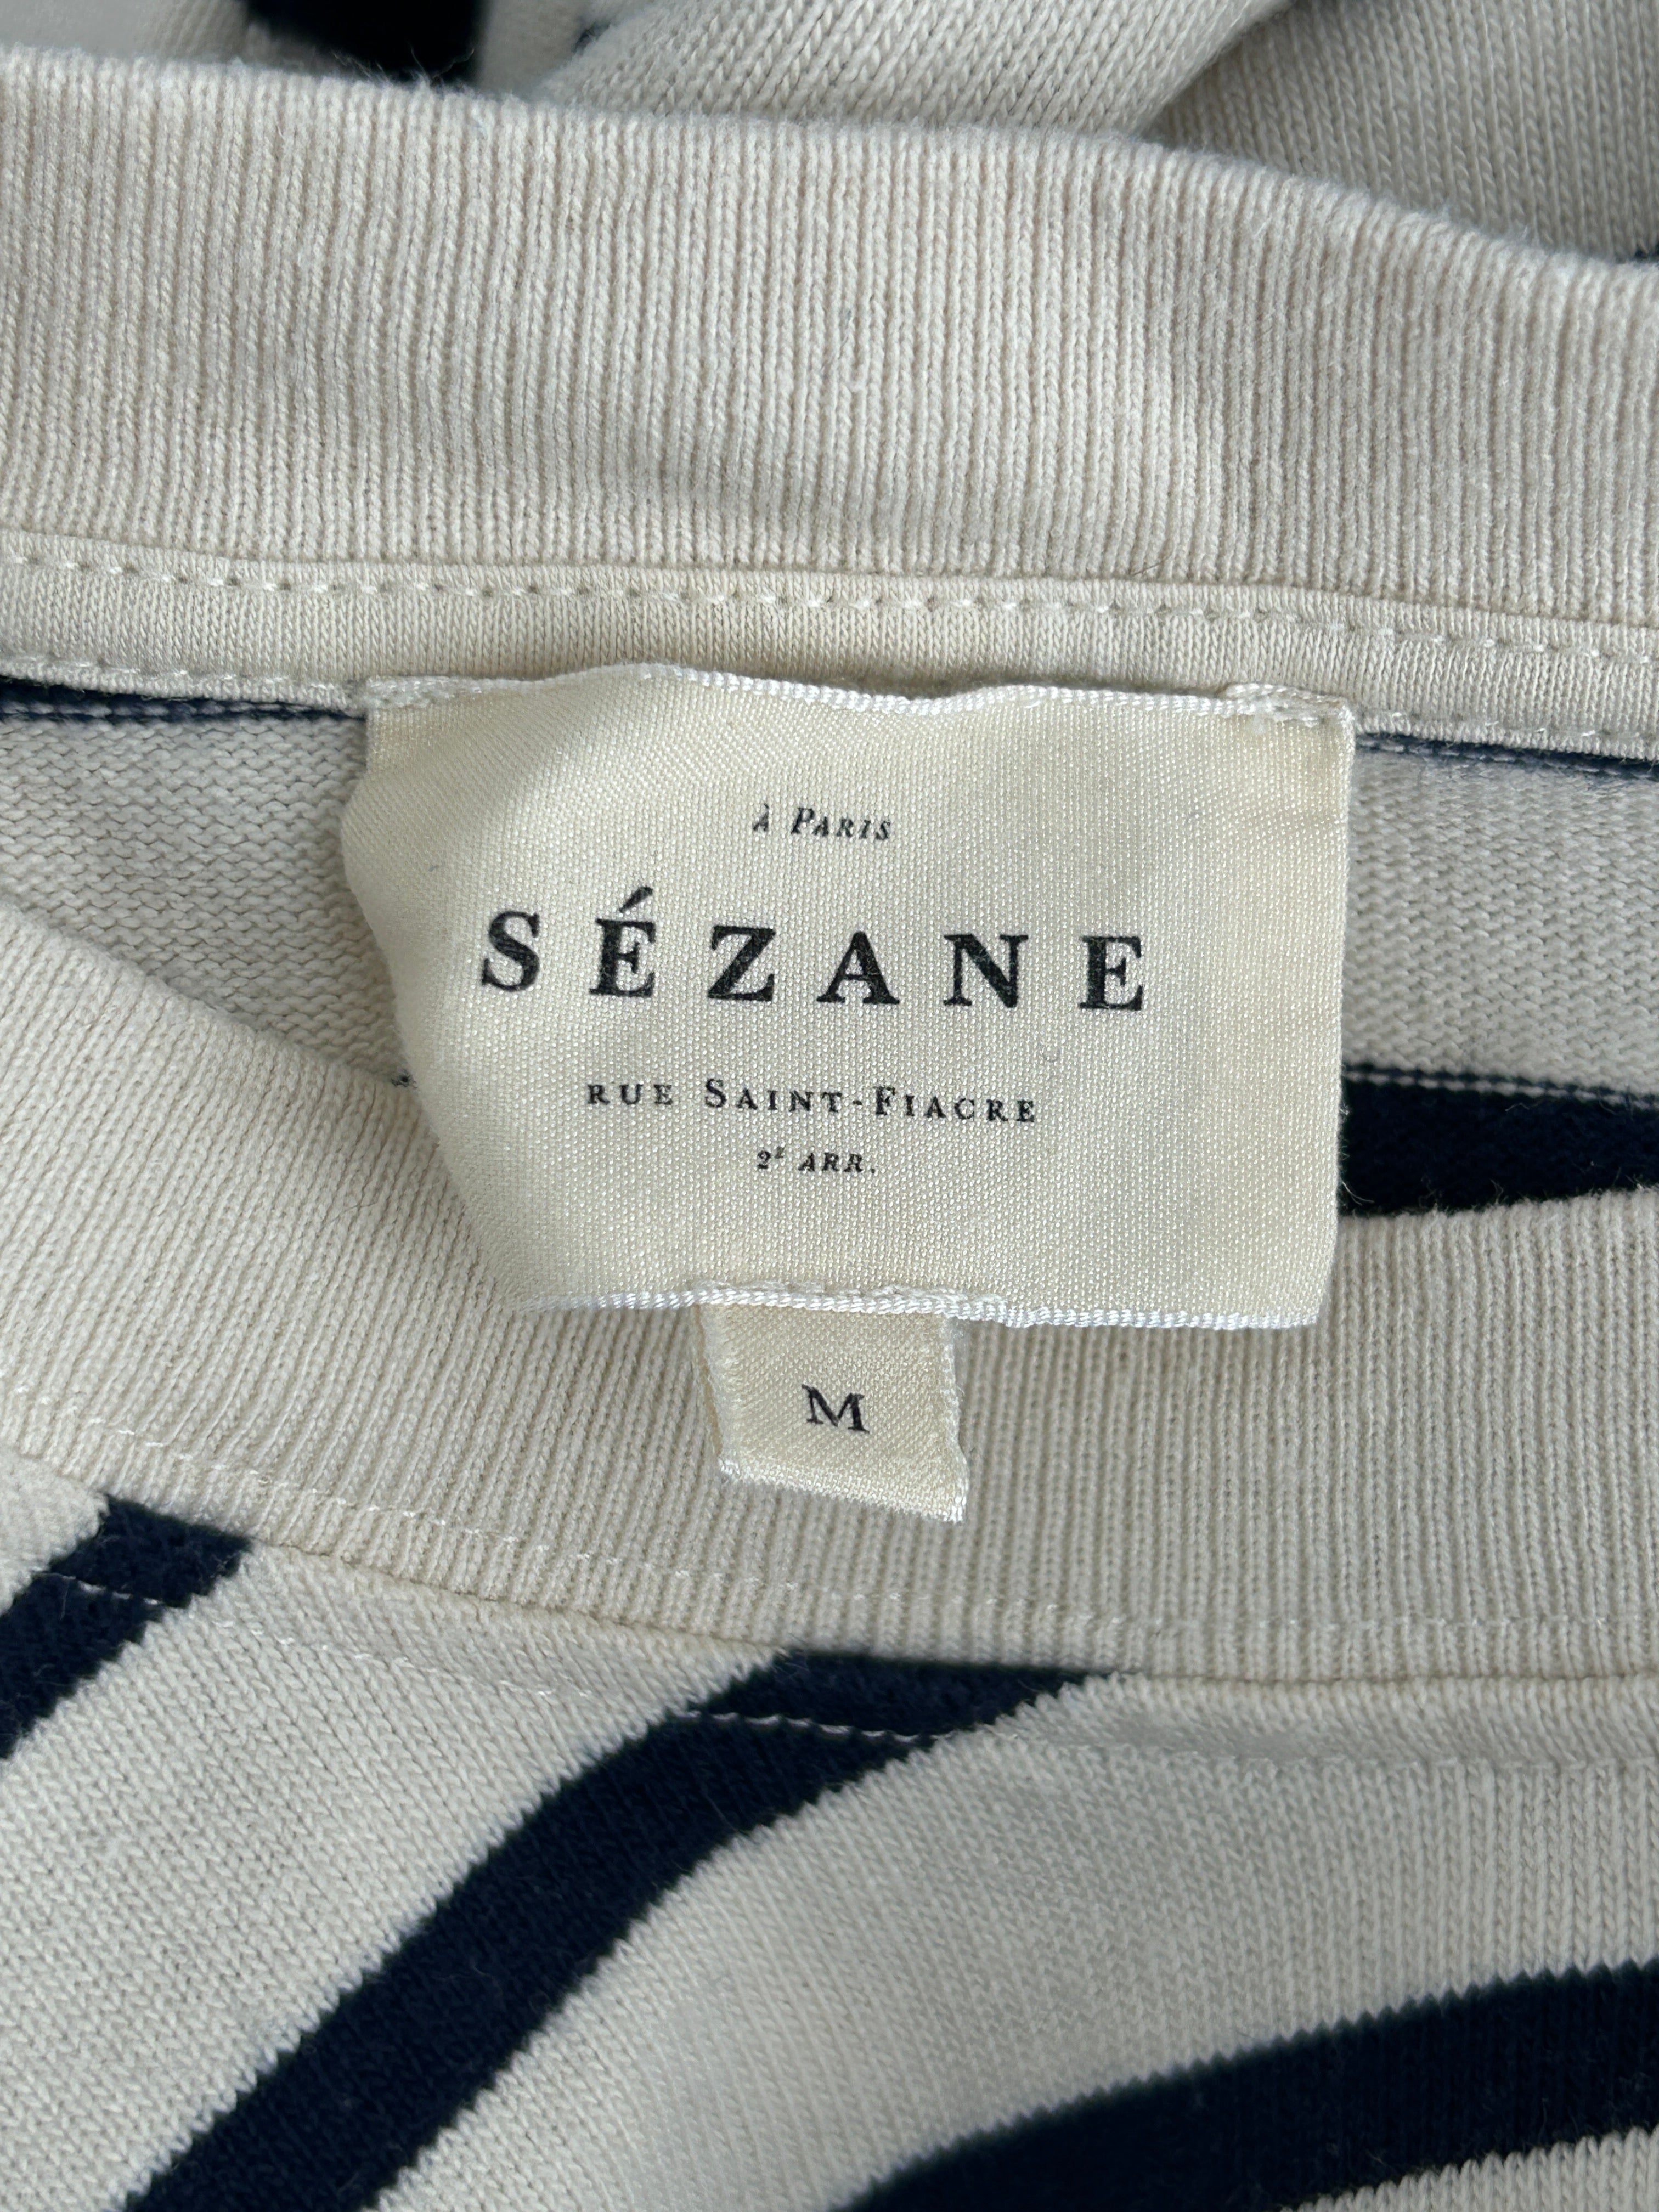 À PARIS
SÉZANE
RUE SAINT-FIACRE
2E ARR.
M